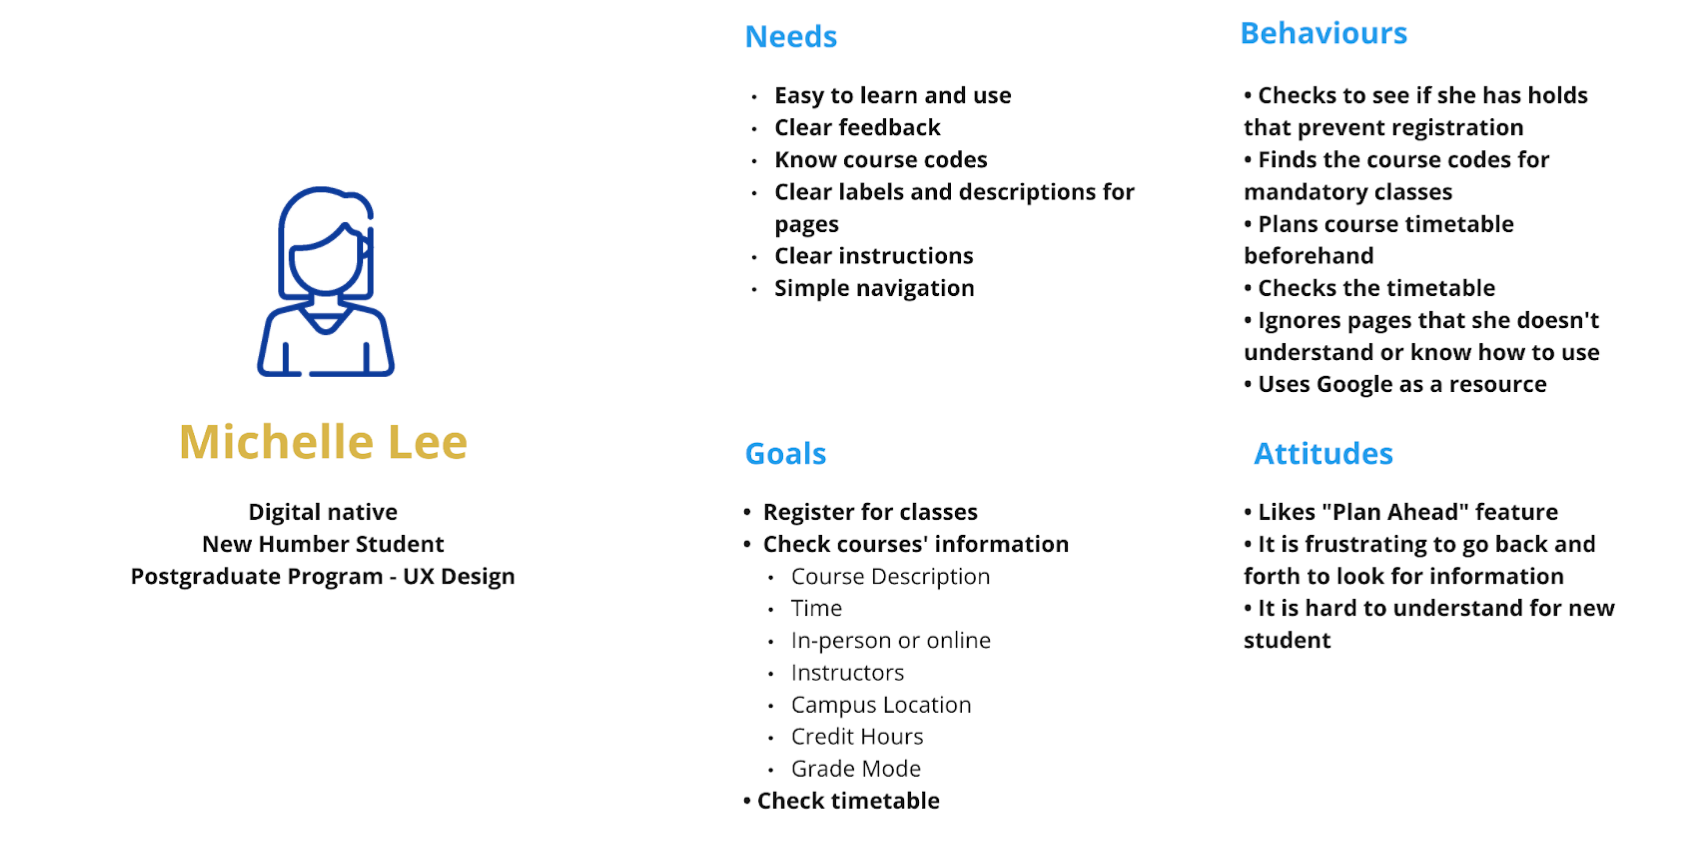 Michelle Lee
Digital native
New Humber Student
Postgraduate Program - UX Design
Needs
• Easy to learn and use
• Clear feedback
• Know course codes
• Clear labels and descriptions for
pages
• Clear instructions
• Simple navigation
Behaviours
• Checks to see if she has holds
that prevent registration
• Finds the course codes for
mandatory classes
• Plans course timetable
beforehand
• Checks the timetable
• Ignores pages that she doesn't
understand or know how to use
• Uses Google as a resource
Goals
• Register for classes
• Check courses' information
• Course Description
• Time
• In-person or online
• Instructors
• Campus Location
• Credit Hours
• Grade Mode
• Check timetable
Attitudes
• Likes "Plan Ahead" feature
• It is frustrating to go back and
forth to look for information
• It is hard to understand for new
student